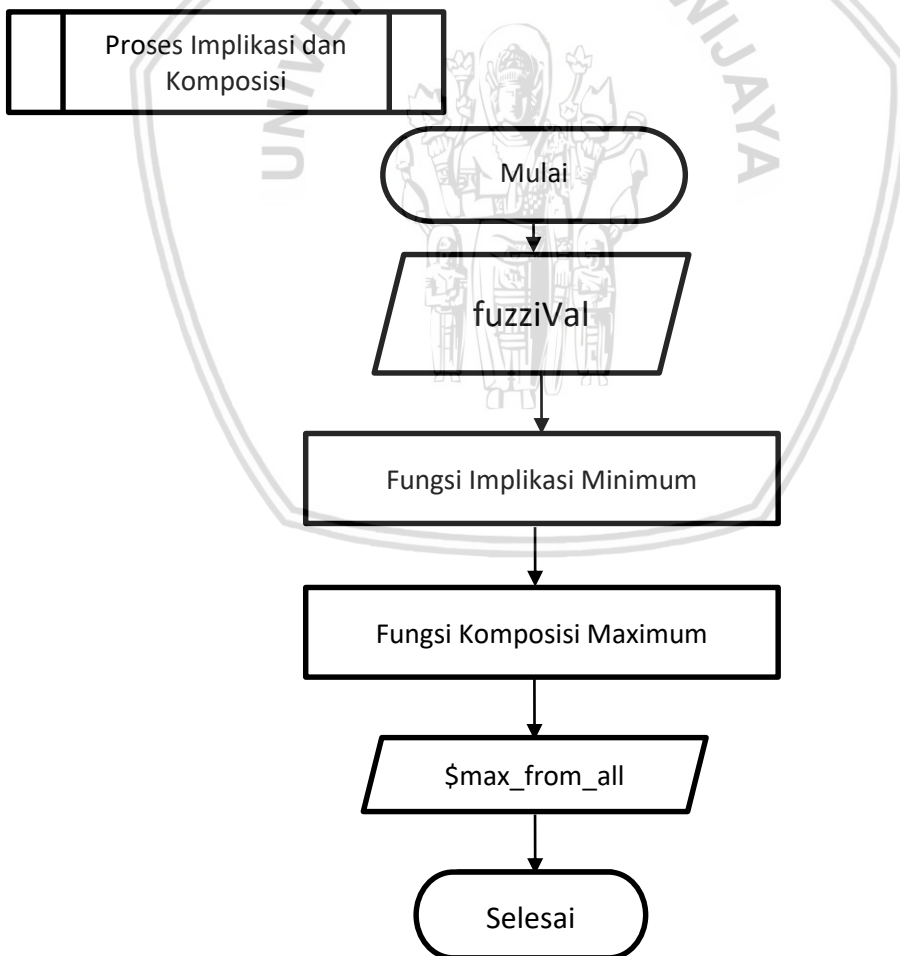 Proses Implikasi dan
Komposisi
Mulai
fuzziVal
Fungsi Implikasi Minimum
Fungsi Komposisi Maximum
$max_from_all
Selesai